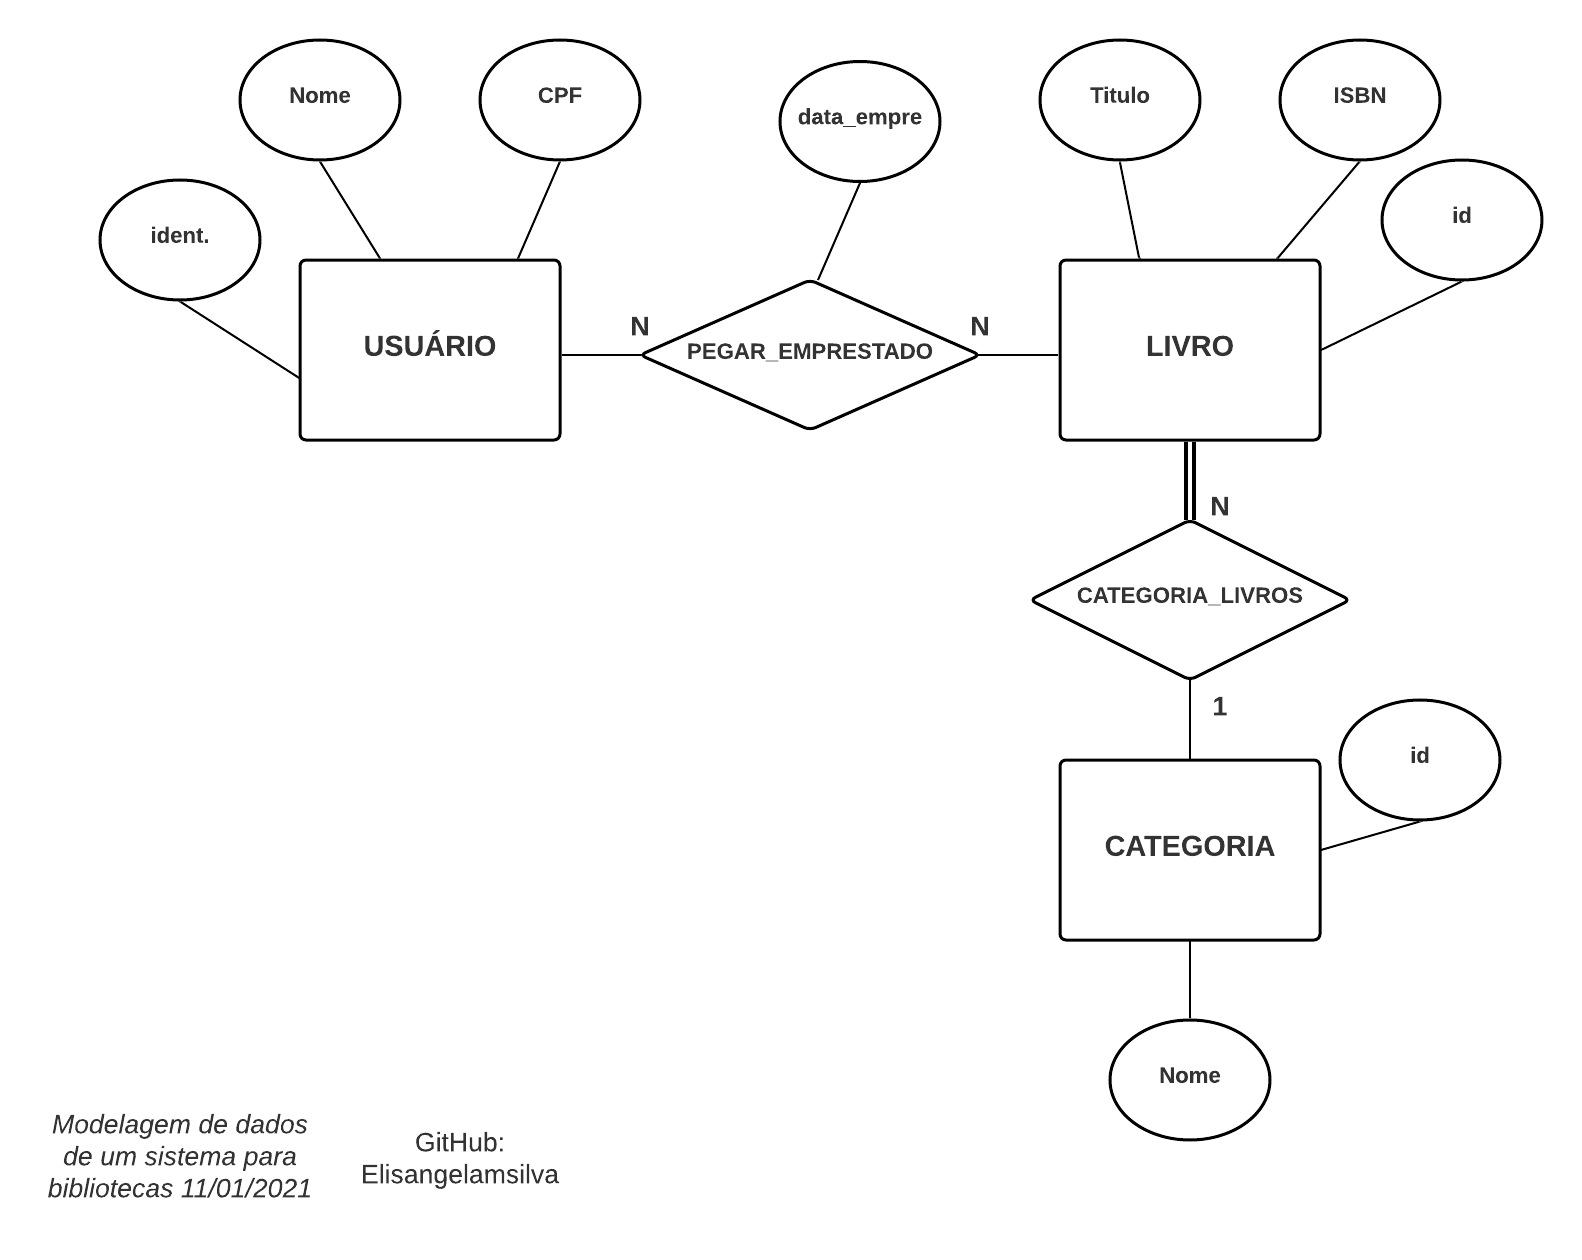 Nome
CPF
data_empre
Titulo
ISBN
ident.
id
USUÁRIO
N
PEGAR_EMPRESTADO
N
LIVRO
N
CATEGORIA_LIVROS
1
id
CATEGORIA
Nome
Modelagem de dados
de um sistema para
bibliotecas 11/01/2021
GitHub:
Elisangelamsilva